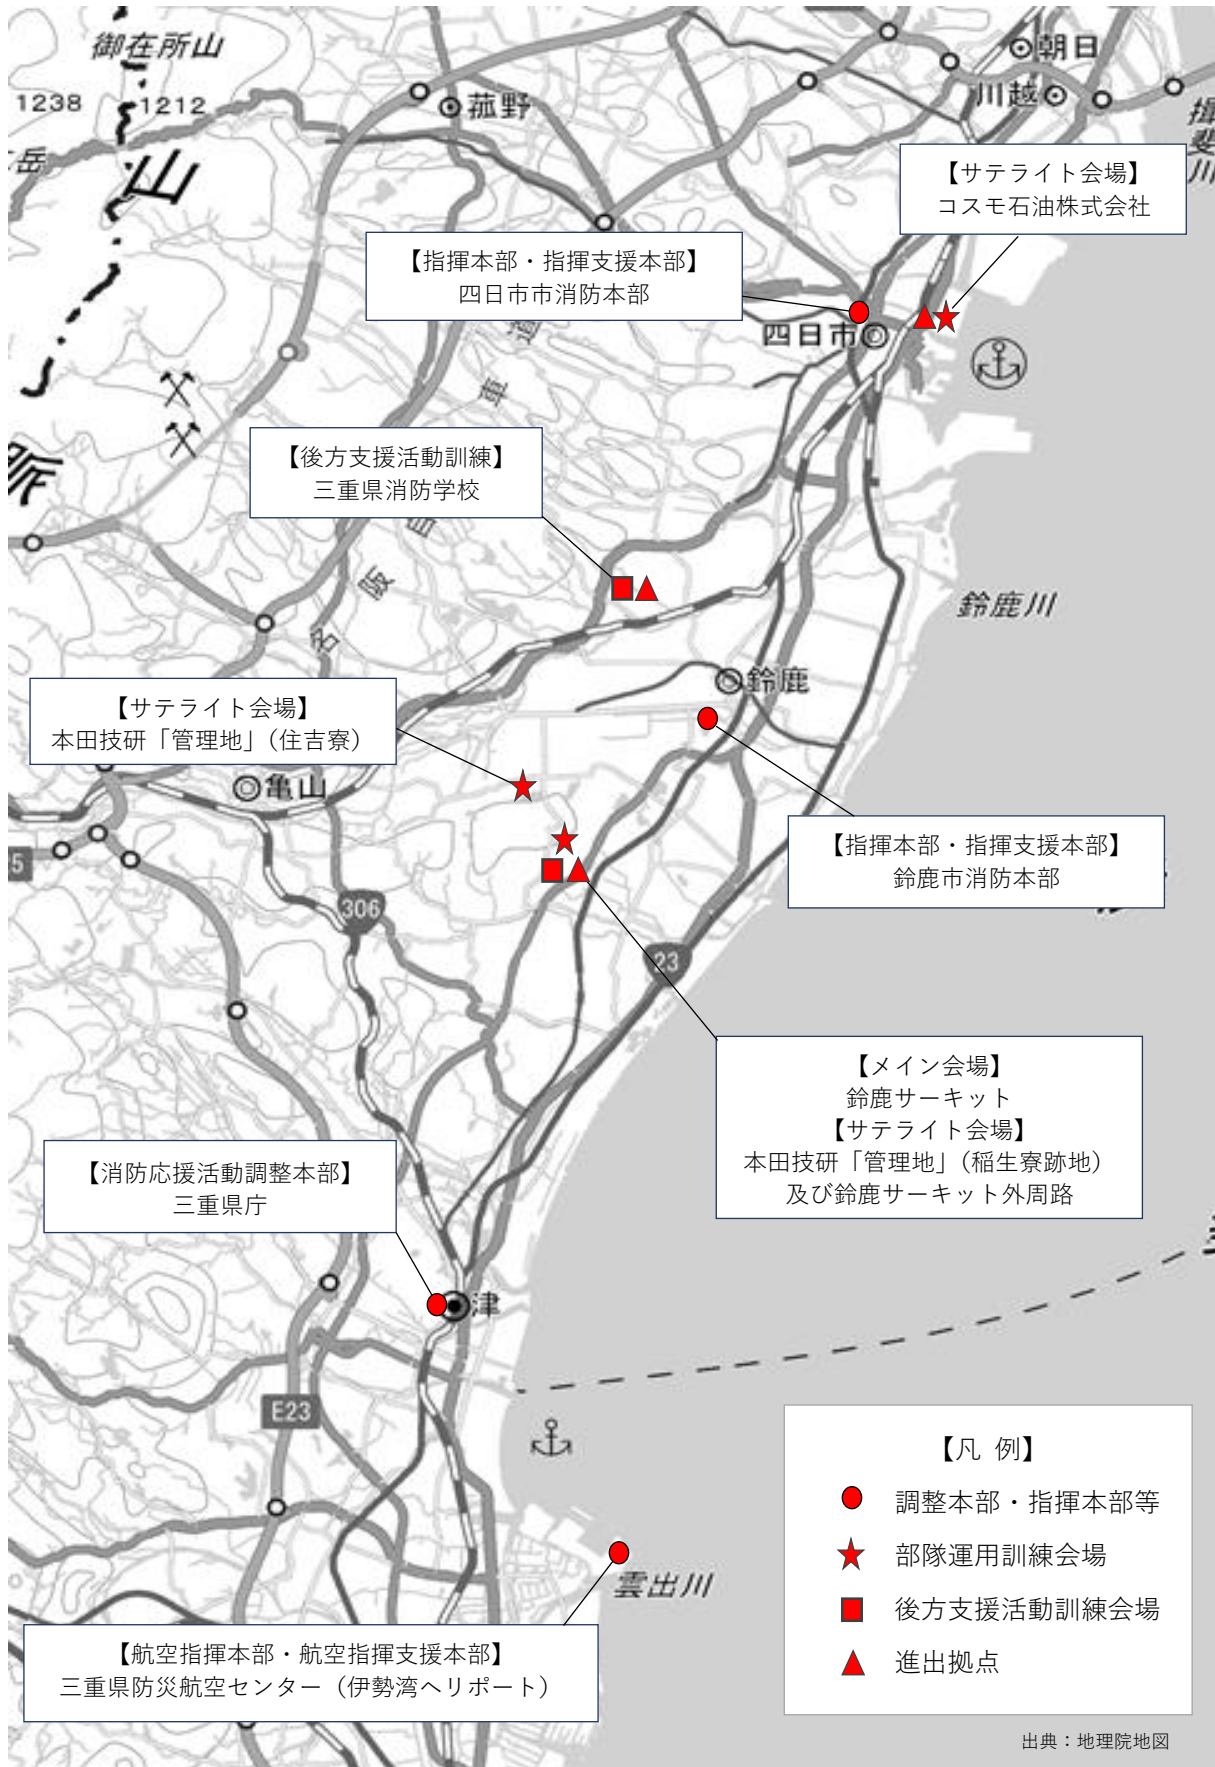 御在所山
1238
1212
岳
山
脈
菰野
朝日
川越
揖斐川
【サテライト会場】
コスモ石油株式会社
【指揮本部・指揮支援本部】
四日市市消防本部
四日市
道
車
自
阪
名
【後方支援活動訓練】
三重県消防学校
鈴鹿川
鈴鹿
【サテライト会場】
本田技研「管理地」（住吉寮）
亀山
【指揮本部・指揮支援本部】
鈴鹿市消防本部
5
306
23
【メイン会場】
鈴鹿サーキット
【サテライト会場】
本田技研「管理地」（稲生寮跡地）
及び鈴鹿サーキット外周路
【消防応援活動調整本部】
三重県庁
津
E23
雲出川
【航空指揮本部・航空指揮支援本部】
三重県防災航空センター（伊勢湾ヘリポート）
【凡 例】
調整本部・指揮本部等
部隊運用訓練会場
後方支援活動訓練会場
進出拠点
出典：地理院地図